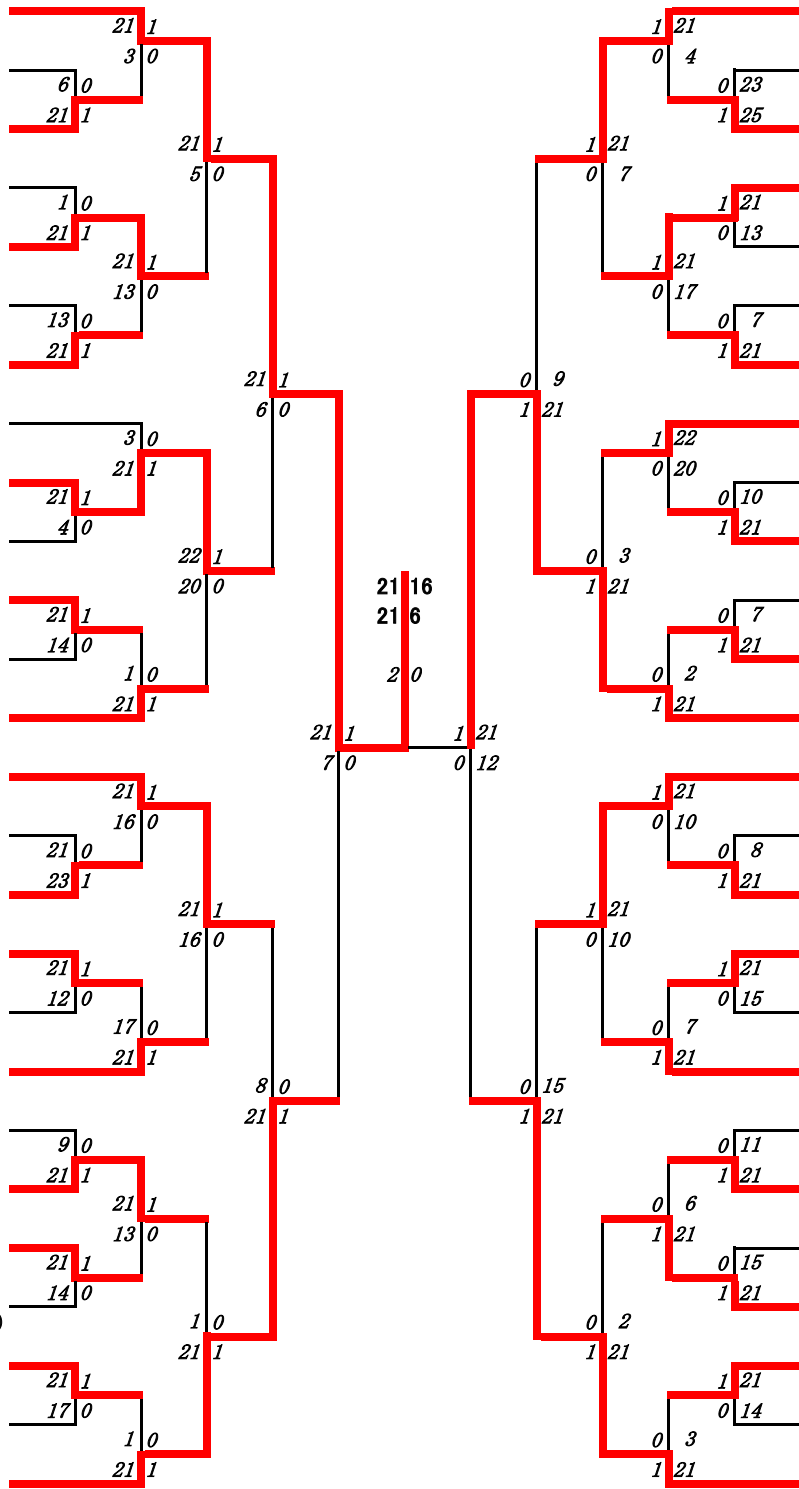 21 1 1 21
3 0 0 4
6 0 0 23
21 1 1 25
21 1 1 21
5 0 0 7
1 0 1 21
21 1 0 13
21 1 1 21
13 0 0 17
13 0 0 7
21 1 1 21
21 1 0 9
6 0 1 21
3 0 1 22
21 1 0 20
21 1 0 10
4 0 1 21
22 1 0 3
20 0 1 21
21 16
21 6
21 1 0 7
14 0 1 21
1 0 2 0 0 2
21 1 1 21
21 1 1 21
7 0 0 12
21 1 1 21
16 0 0 10
21 0 0 8
23 1 1 21
21 1 1 21
16 0 0 10
21 1 1 21
12 0 0 15
17 0 0 7
21 1 1 21
8 0 0 15
21 1 1 21
9 0 0 11
21 1 1 21
21 1 0 6
13 0 1 21
21 1 0 15
14 0 1 21
1 0 0 2
)
21 1 1 21
21 1 1 21
17 0 0 14
1 0 0 3
21 1 1 21